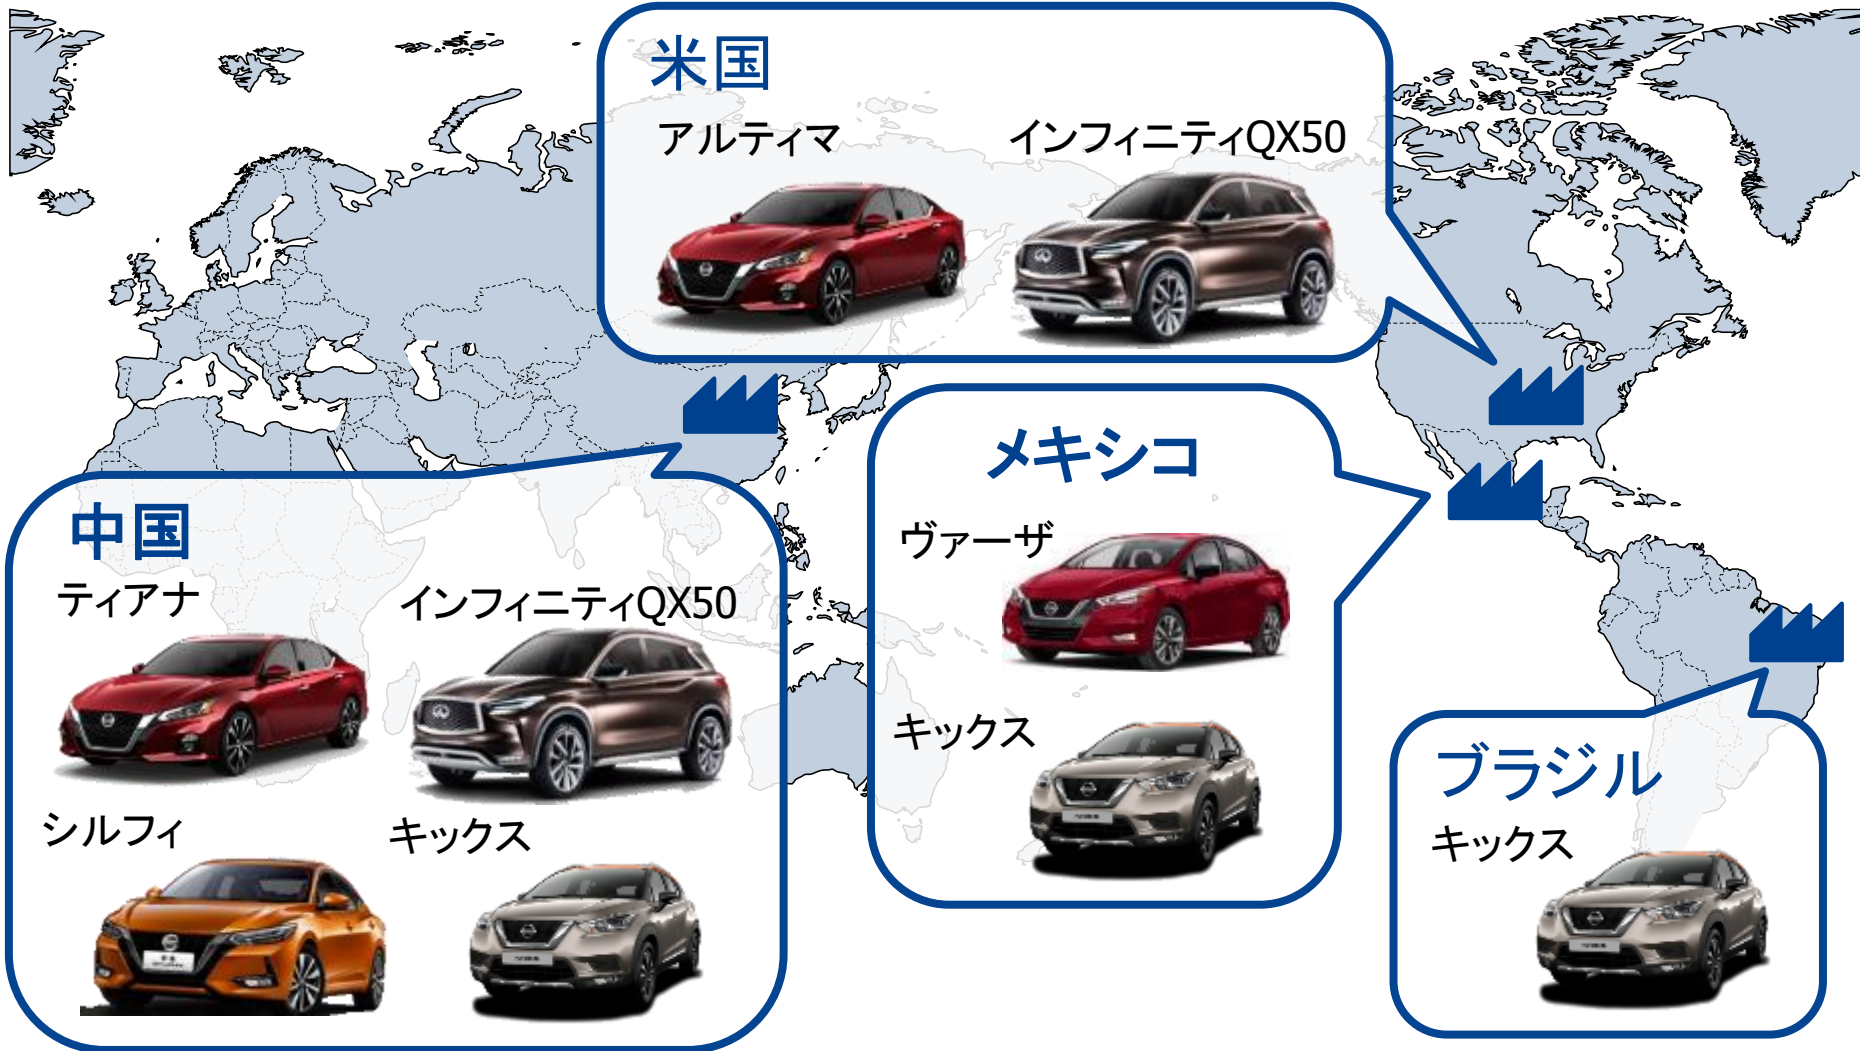 米国
アルティマ
インフィニティQX50
中国
ティアナ
インフィニティQX50
シルフィ
キックス
メキシコ
ヴァーザ
キックス
ブラジル
キックス